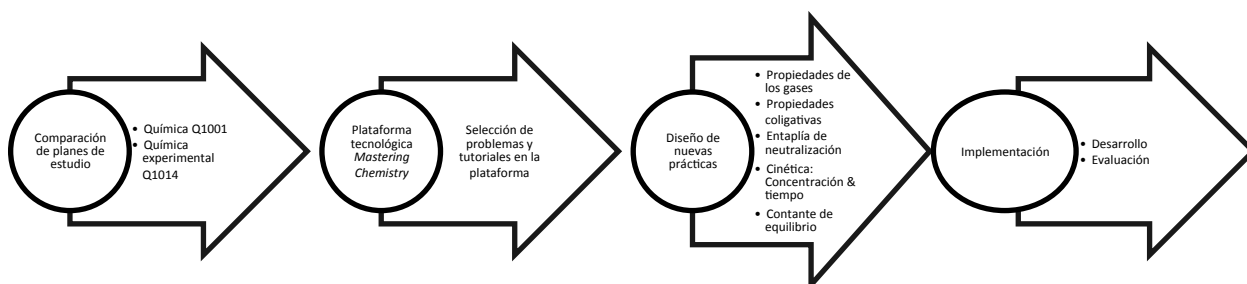 Comparación
de planes de
estudio
• Química Q1001
• Química
experimental
Q1014
Plataforma
tecnológica
Mastering
Chemistry
Selección de
problemas y
tutoriales en la
plataforma
Diseño de
nuevas
prácticas
• Propiedades de
los gases
• Propiedades
coligativas
• Entaplía de
neutralización
• Cinética:
Concentración &
tiempo
• Contante de
equilibrio
Implementación
• Desarrollo
• Evaluación